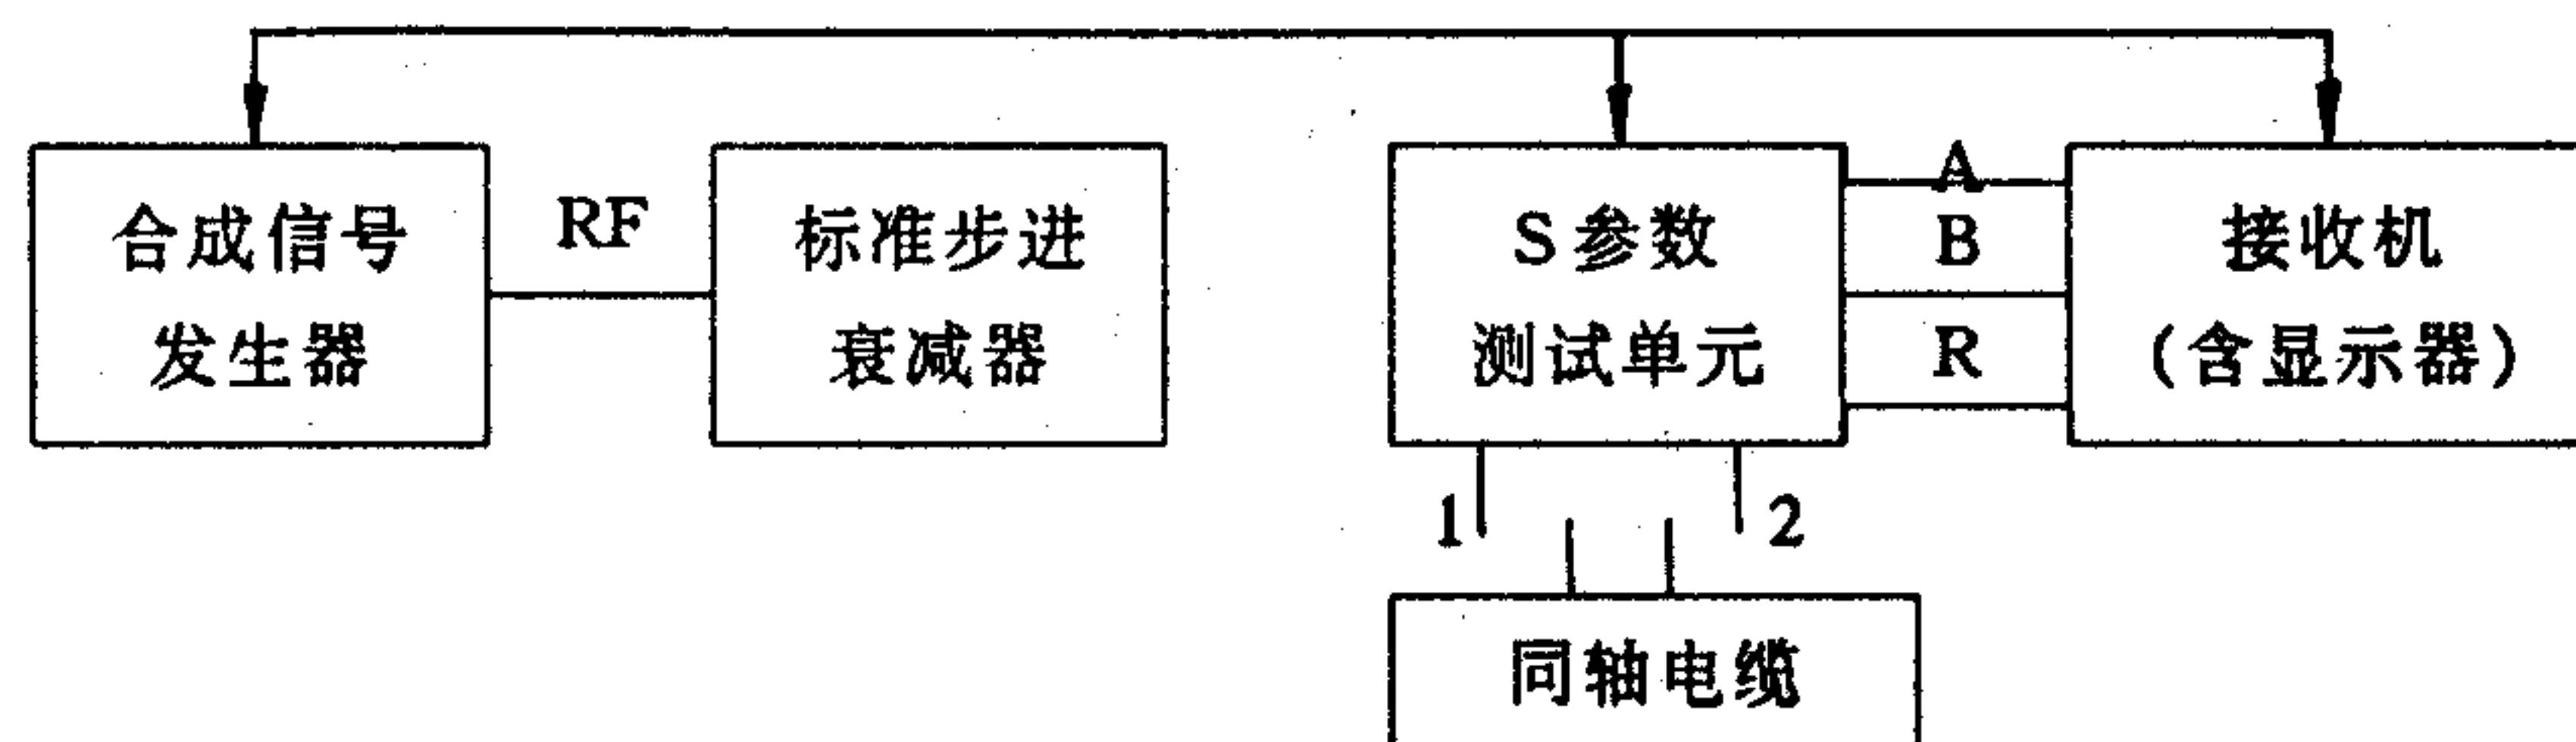 合成信号
发生器
RF
标准步进
衰减器
S参数
测试单元
A
B
R
接收机
(含显示器)
1
2
同轴电缆